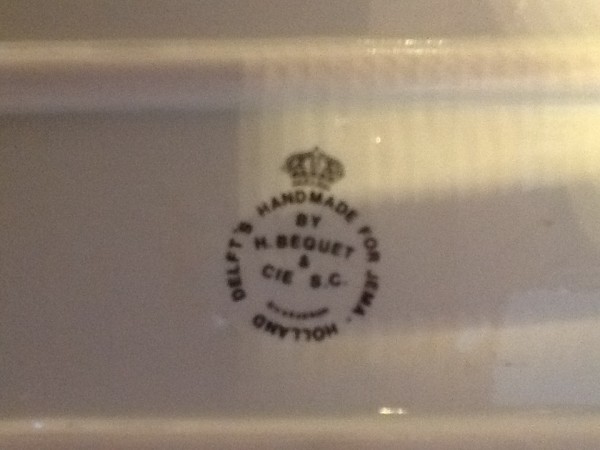 DELFT'S HANDMADE FOR JEMA - HOLLAND
BY
H. BEQUET
&
CIE S.C.